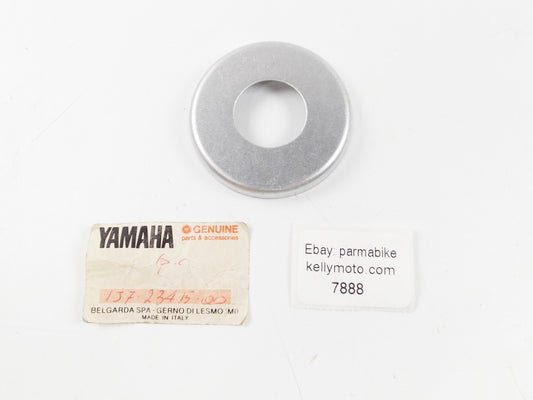 YAMAHA GENUINE
parts & accessories
137-23415-00
BELGARDA SPA - GERNO DI LESMO (MI)
MADE IN ITALY
Ebay: parmabike
kellymoto.com
7888